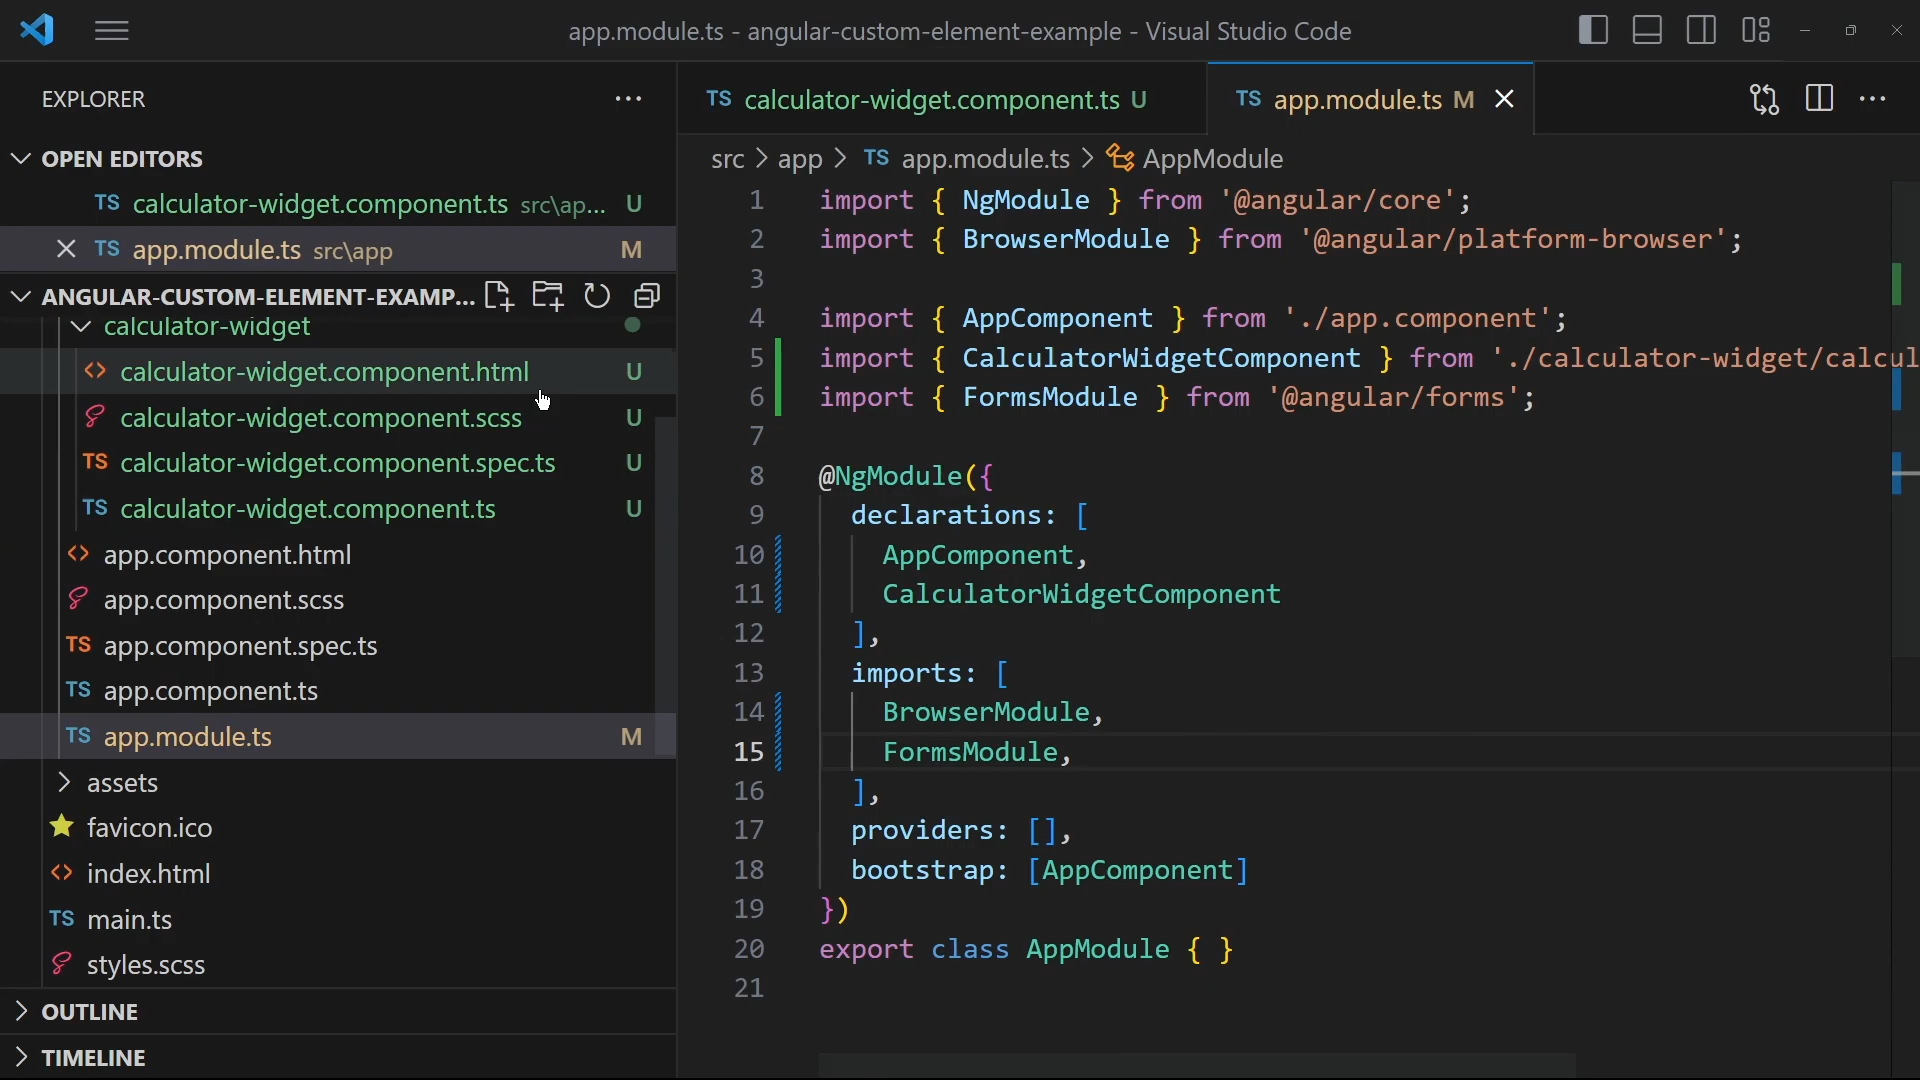 app.module.ts - angular-custom-element-example - Visual Studio Code
EXPLORER
OPEN EDITORS
TS calculator-widget.component.ts src\ap... U
TS app.module.ts src\app M
ANGULAR-CUSTOM-ELEMENT-EXAMP...
calculator-widget
<> calculator-widget.component.html U
calculator-widget.component.scss U
TS calculator-widget.component.spec.ts U
TS calculator-widget.component.ts U
<> app.component.html
app.component.scss
TS app.component.spec.ts
TS app.component.ts
TS app.module.ts M
assets
favicon.ico
<> index.html
TS main.ts
styles.scss
OUTLINE
TIMELINE
TS calculator-widget.component.ts U
TS app.module.ts M
src > app > TS app.module.ts > AppModule
1 import { NgModule } from '@angular/core';
2 import { BrowserModule } from '@angular/platform-browser';
3
4 import { AppComponent } from './app.component';
5 import { CalculatorWidgetComponent } from './calculator-widget/calcul
6 import { FormsModule } from '@angular/forms';
7
8 @NgModule({
9 declarations: [
10 AppComponent,
11 CalculatorWidgetComponent
12 ],
13 imports: [
14 BrowserModule,
15 FormsModule,
16 ],
17 providers: [],
18 bootstrap: [AppComponent]
19 })
20 export class AppModule { }
21